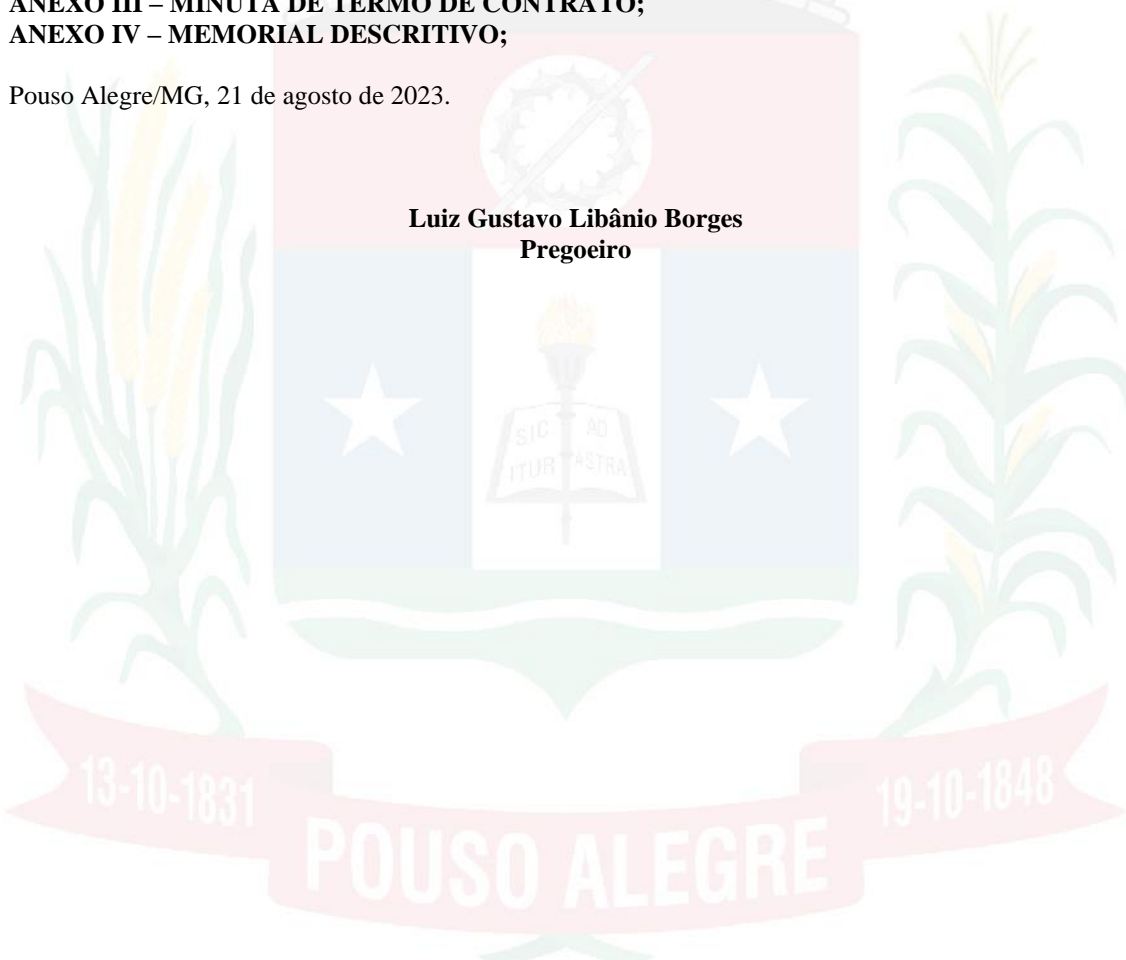 ANEXO III – MINUTA DE TERMO DE CONTRATO;
ANEXO IV – MEMORIAL DESCRITIVO;
Pouso Alegre/MG, 21 de agosto de 2023.
Luiz Gustavo Libânio Borges
Pregoeiro
SIC AD
ITUR ASTRA
13-10-1831
19-10-1848
POUSO ALEGRE